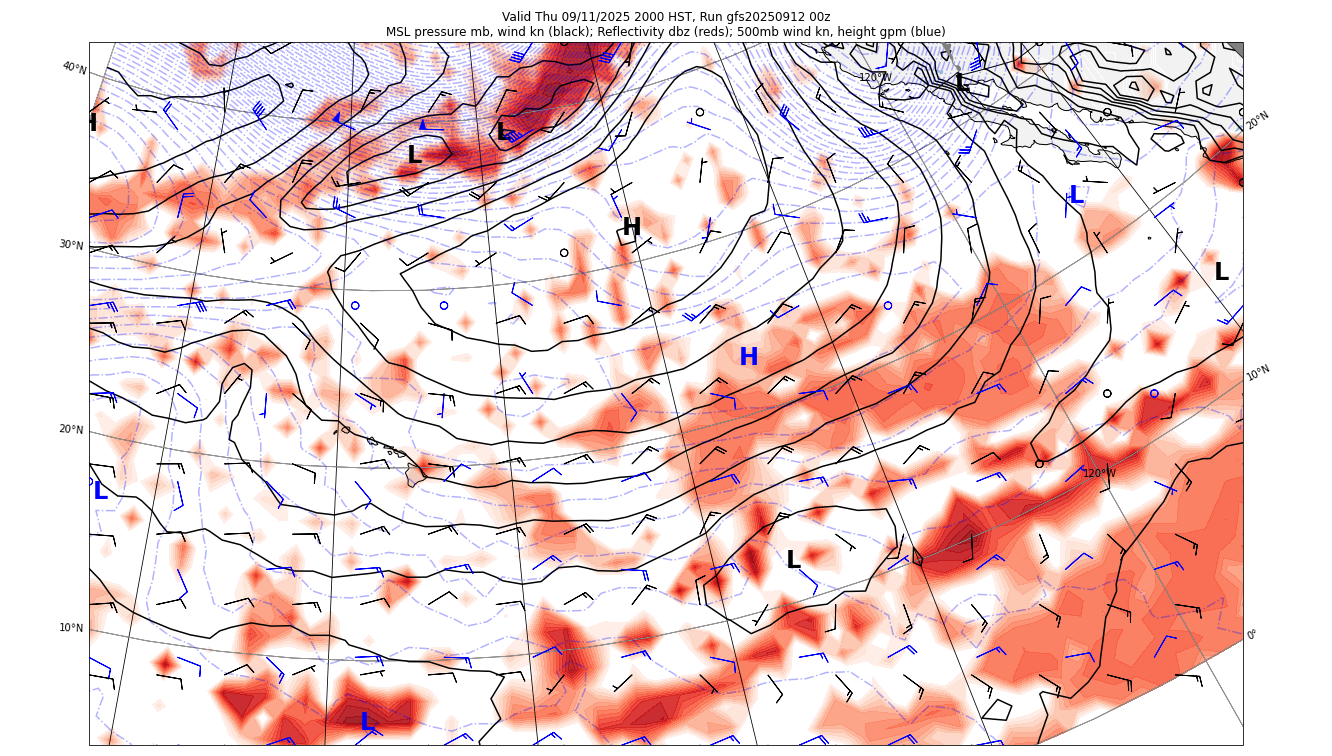 Valid Thu 09/11/2025 2000 HST, Run gfs20250912 00z
MSL pressure mb, wind kn (black); Reflectivity dbz (reds); 500mb wind kn, height gpm (blue)
40°N
120°W
L
20°N
H
L
L
L
H
30°N
L
H
10°N
20°N
120°W
L
L
10°N
0°
L